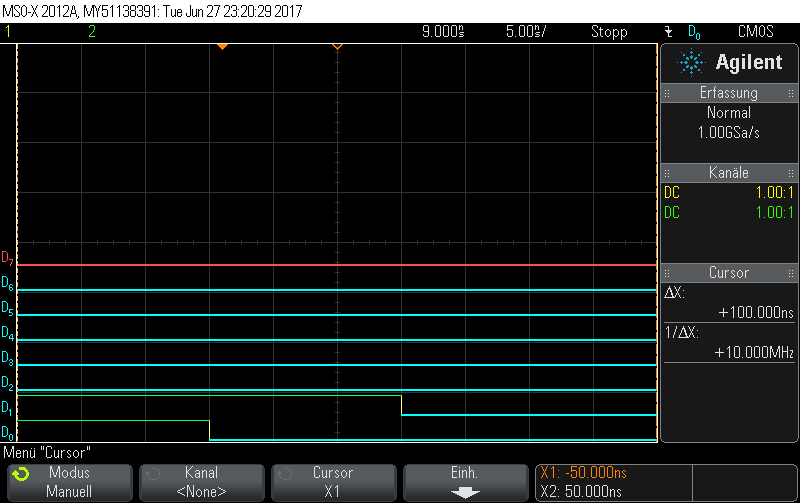 MSO-X 2012A, MY51138391: Tue Jun 27 23:20:29 2017
1 2 9.000ns 5.00ns/ Stopp D0 CMOS
Agilent
Erfassung
Normal
1.00GSa/s
Kanäle
DC 1.00:1
DC 1.00:1
Cursor
ΔX:
+100.000ns
1/ΔX:
+10.000MHz
D7
D6
D5
D4
D3
D2
D1
D0
Menü "Cursor"
Modus
Manuell
Kanal
<None>
Cursor
X1
Einh.
X1: -50.000ns
X2: 50.000ns